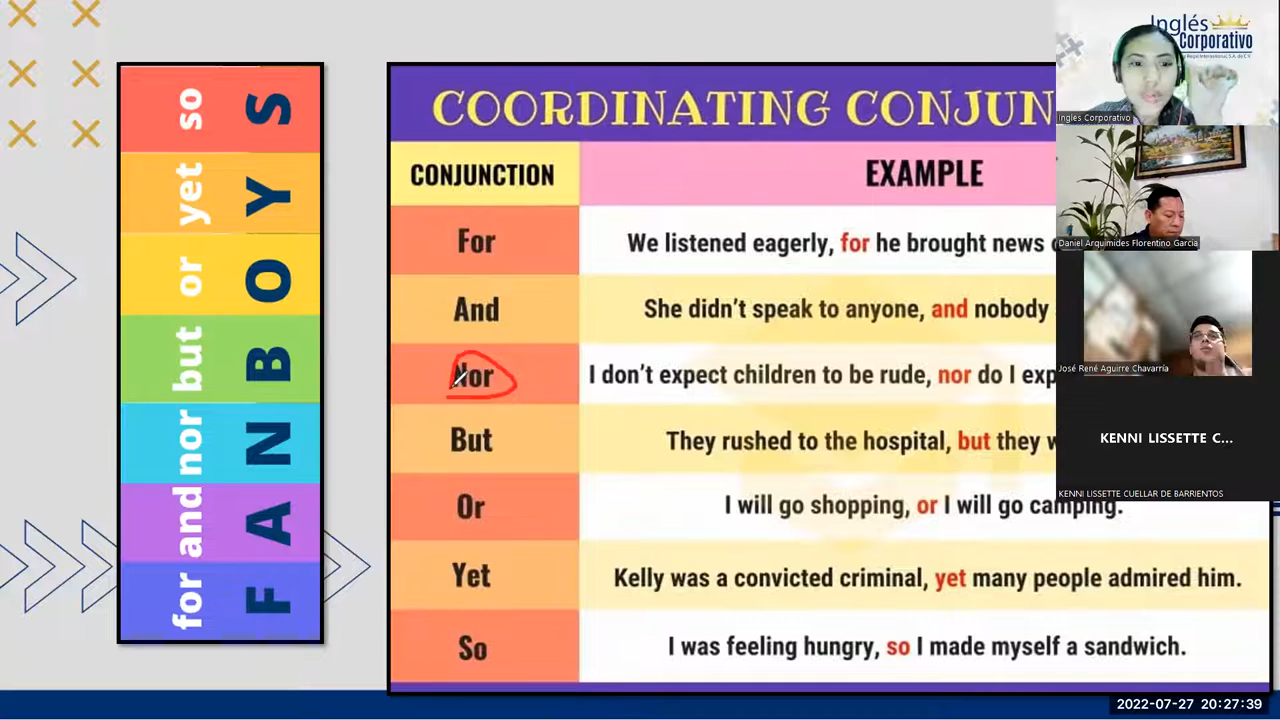 so
yet
or
but
nor
and
for
S
Y
O
B
N
A
F
COORDINATING CONJUN
CONJUNCTION
EXAMPLE
For
We listened eagerly, for he brought news
And
She didn't speak to anyone, and nobody
Nor
I don't expect children to be rude, nor do I exp
But
They rushed to the hospital, but they w
Or
I will go shopping, or I will go camping.
Yet
Kelly was a convicted criminal, yet many people admired him.
So
I was feeling hungry, so I made myself a sandwich.
Inglés
Corporativo
Ingles Corporativo
Daniel Arquimides Florentino Garcia
José René Aguirre Chavarría
KENNI LISSETTE C...
KENNI LISSETTE CUELLAR DE BARRIENTOS
2022-07-27 20:27:39